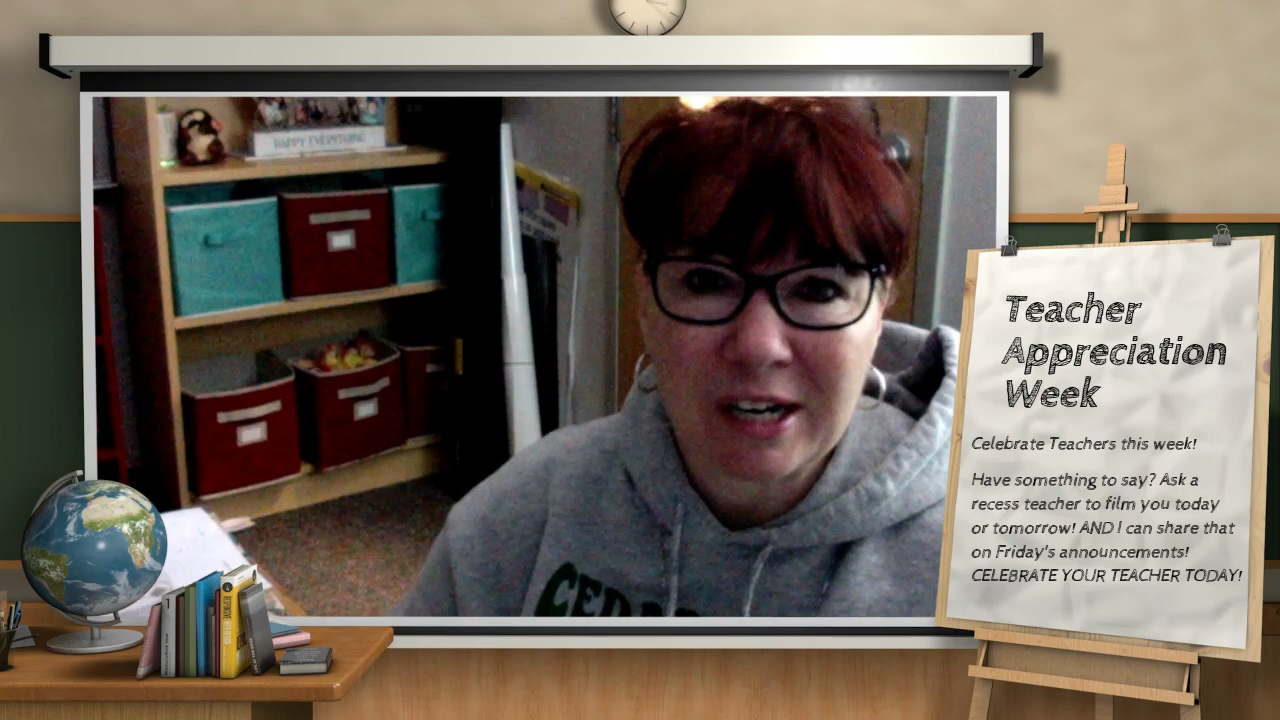 HAPPY EVERYTHING
Teacher
Appreciation
Week
Celebrate Teachers this week!
Have something to say? Ask a
recess teacher to film you today
or tomorrow! AND I can share that
on Friday's announcements!
CELEBRATE YOUR TEACHER TODAY!